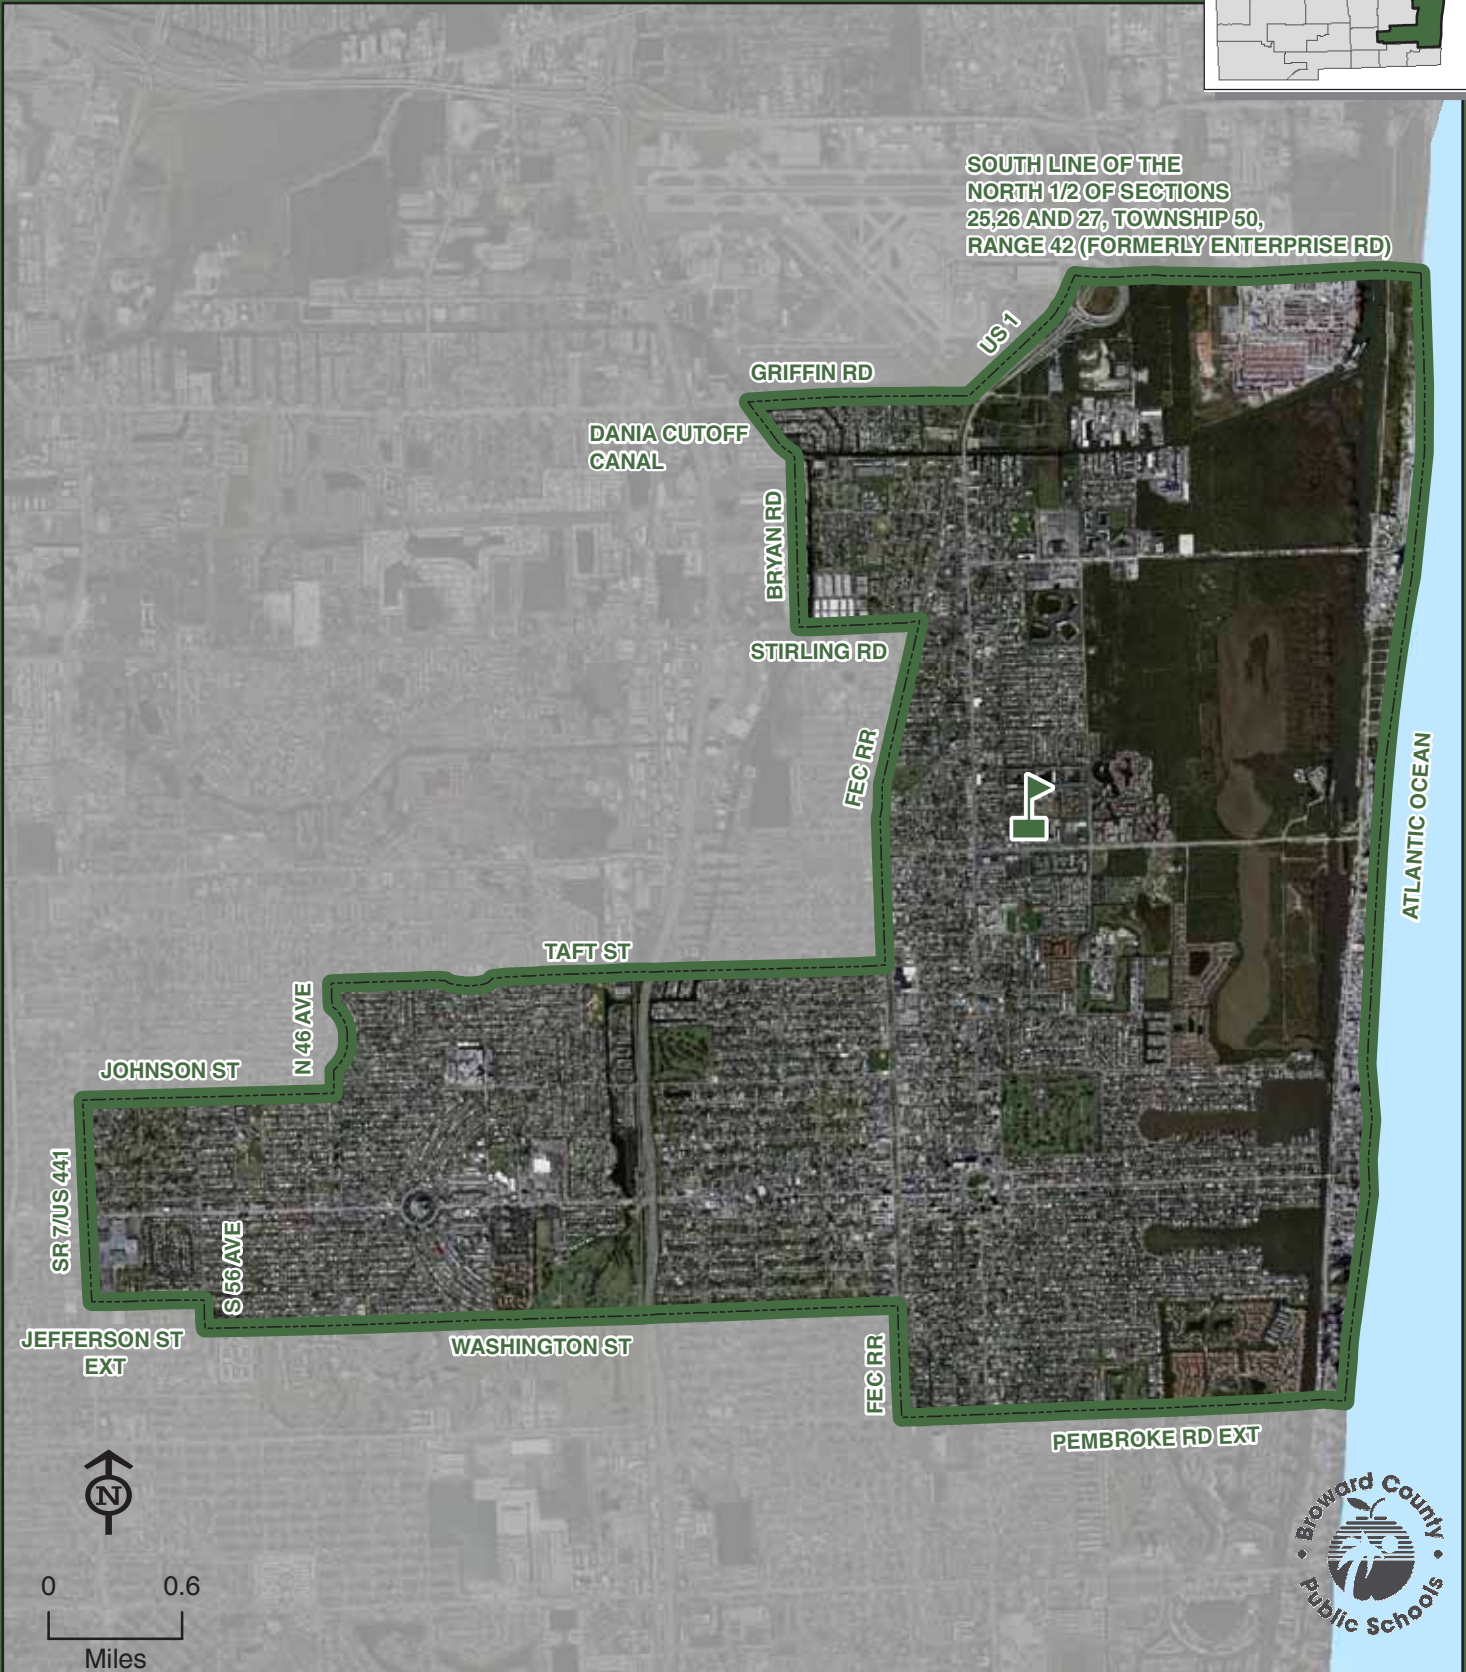 SOUTH LINE OF THE
NORTH 1/2 OF SECTIONS
25,26 AND 27, TOWNSHIP 50,
RANGE 42 (FORMERLY ENTERPRISE RD)
US 1
GRIFFIN RD
DANIA CUTOFF
CANAL
BRYAN RD
STIRLING RD
FEC RR
ATLANTIC OCEAN
TAFT ST
N 46 AVE
JOHNSON ST
SR 7/US 441
S 56 AVE
JEFFERSON ST
EXT
WASHINGTON ST
FEC RR
PEMBROKE RD EXT
N
0 0.6
Miles
Broward County
Public Schools